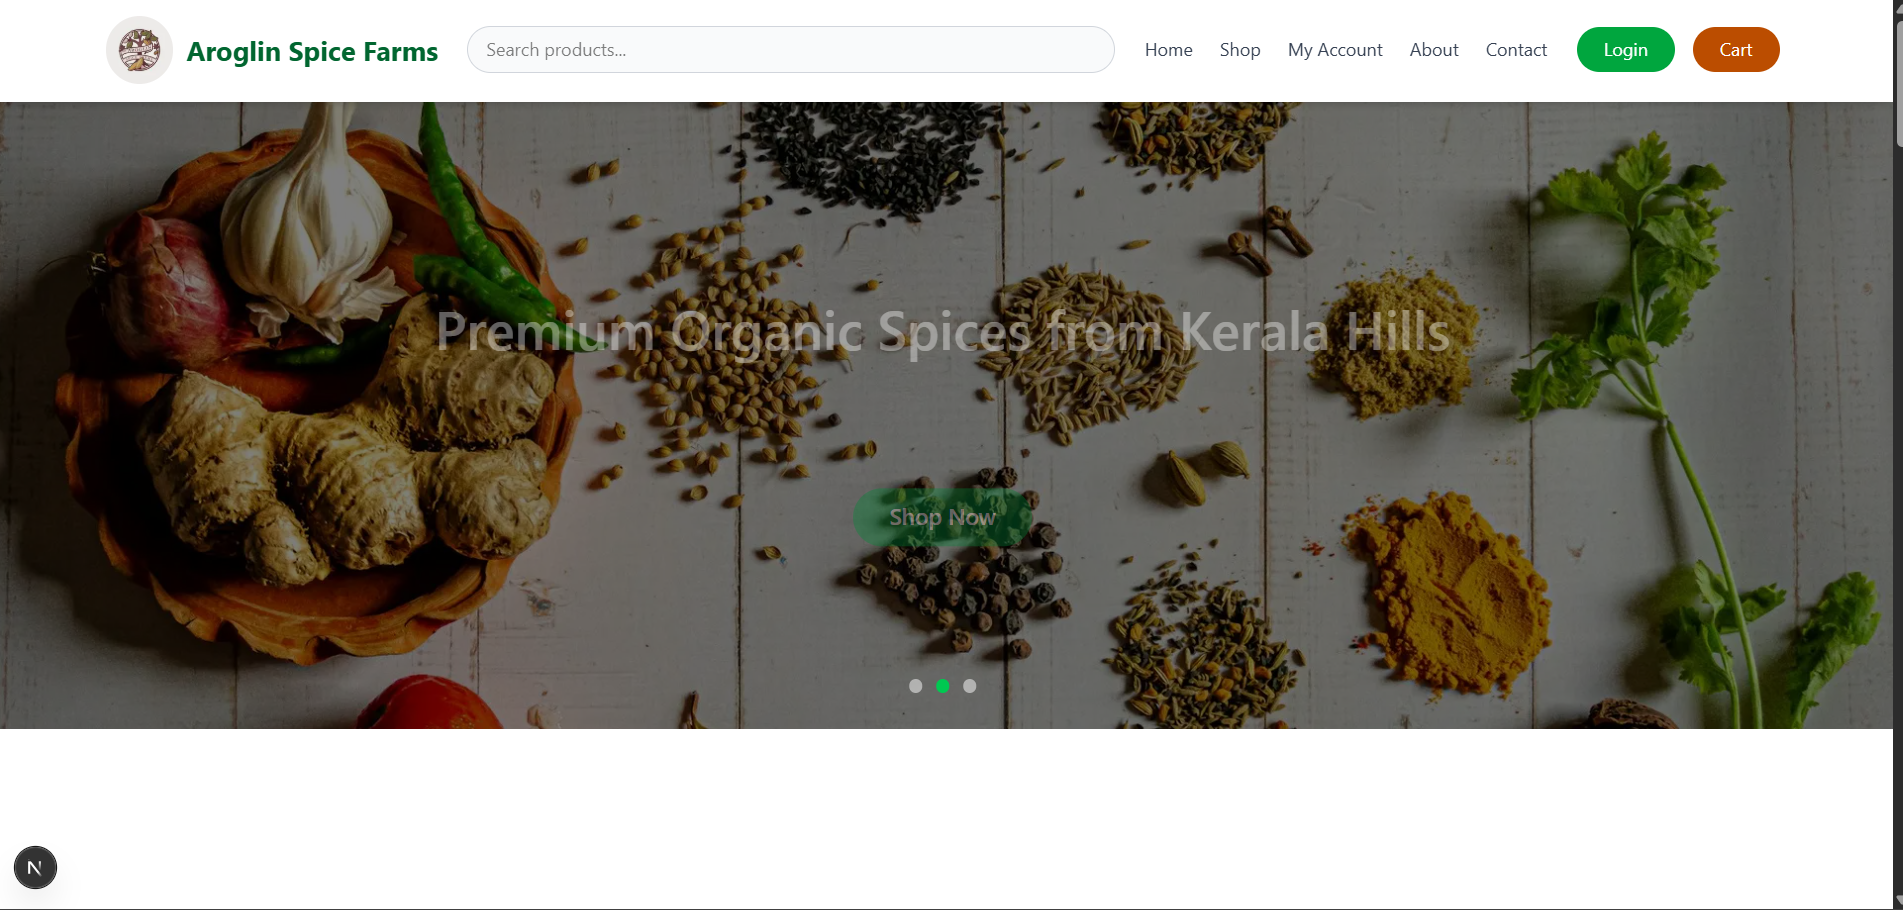 Aroglin Spice Farms
Search products...
Home
Shop
My Account
About
Contact
Login
Cart
Premium Organic Spices from Kerala Hills
Shop Now
N